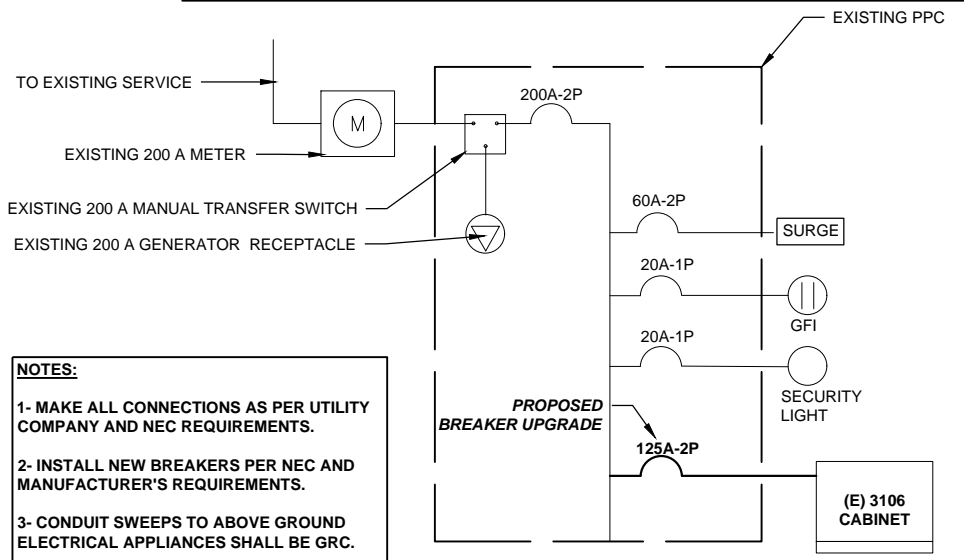 EXISTING PPC
TO EXISTING SERVICE
200A-2P
M
EXISTING 200 A METER
EXISTING 200 A MANUAL TRANSFER SWITCH
60A-2P
SURGE
EXISTING 200 A GENERATOR RECEPTACLE
20A-1P
GFI
20A-1P
SECURITY
LIGHT
NOTES:
1- MAKE ALL CONNECTIONS AS PER UTILITY
COMPANY AND NEC REQUIREMENTS.
2- INSTALL NEW BREAKERS PER NEC AND
MANUFACTURER'S REQUIREMENTS.
3- CONDUIT SWEEPS TO ABOVE GROUND
ELECTRICAL APPLIANCES SHALL BE GRC.
PROPOSED
BREAKER UPGRADE
125A-2P
(E) 3106
CABINET